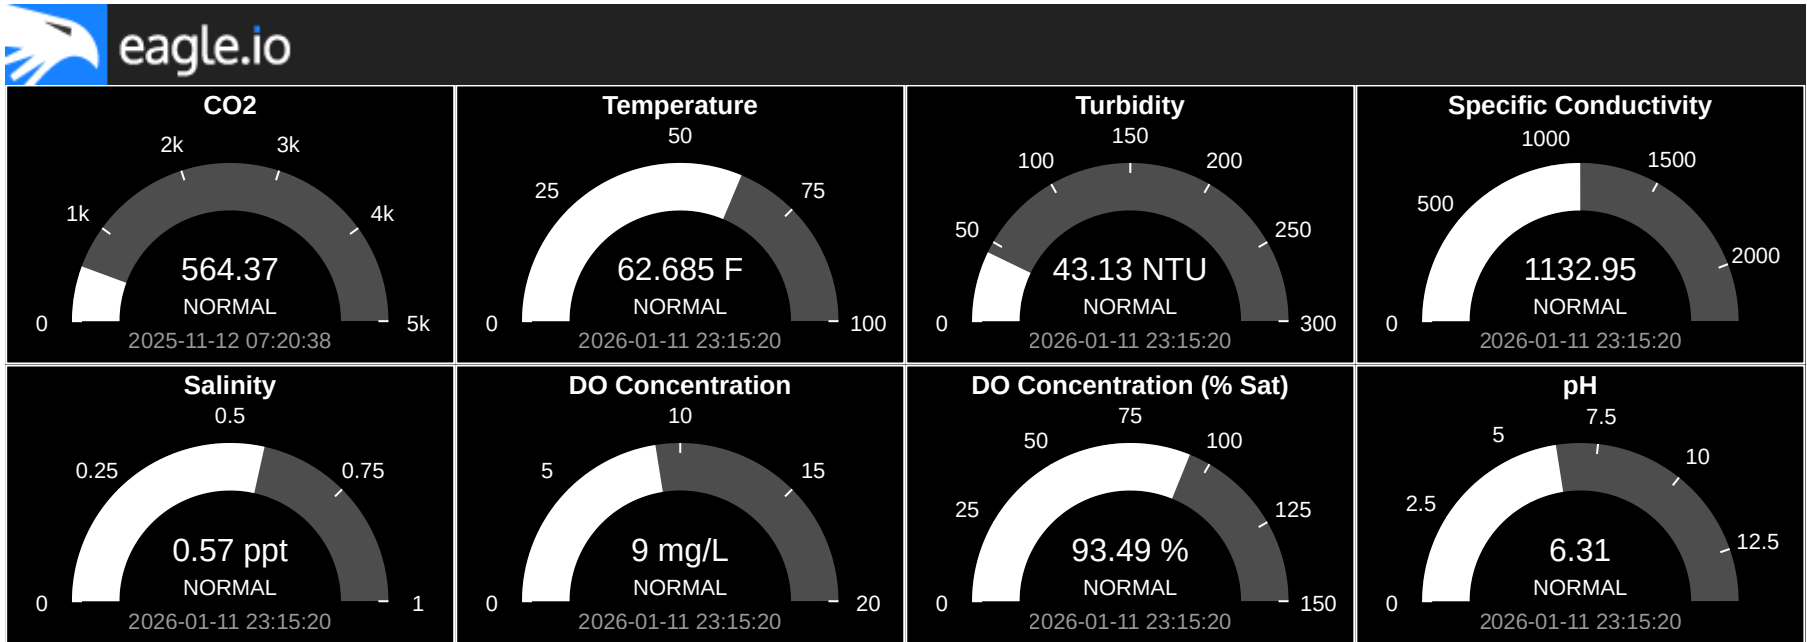 eagle.io
CO2
2k
3k
1k
4k
564.37
NORMAL
0
5k
2025-11-12 07:20:38
Temperature
50
25
75
62.685 F
NORMAL
0
100
2026-01-11 23:15:20
Turbidity
150
100
200
50
250
43.13 NTU
NORMAL
0
300
2026-01-11 23:15:20
Specific Conductivity
1000
1500
500
2000
1132.95
NORMAL
0
2026-01-11 23:15:20
Salinity
0.5
0.25
0.75
0.57 ppt
NORMAL
0
1
2026-01-11 23:15:20
DO Concentration
10
5
15
9 mg/L
NORMAL
0
20
2026-01-11 23:15:20
DO Concentration (% Sat)
75
50
100
25
125
93.49 %
NORMAL
0
150
2026-01-11 23:15:20
pH
7.5
5
10
2.5
12.5
6.31
NORMAL
0
2026-01-11 23:15:20